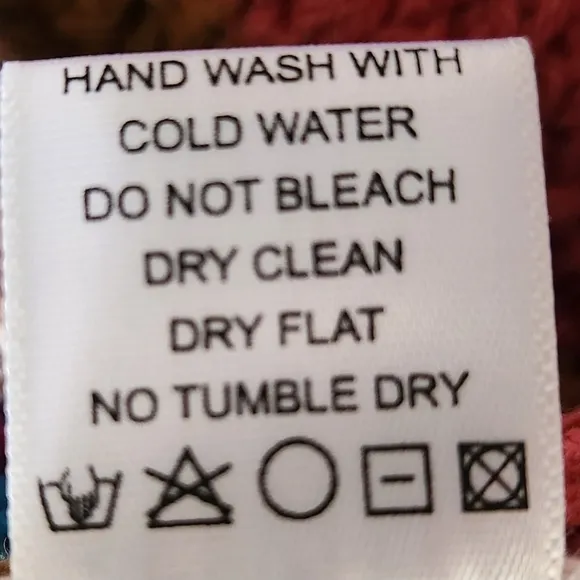 HAND WASH WITH
COLD WATER
DO NOT BLEACH
DRY CLEAN
DRY FLAT
NO TUMBLE DRY